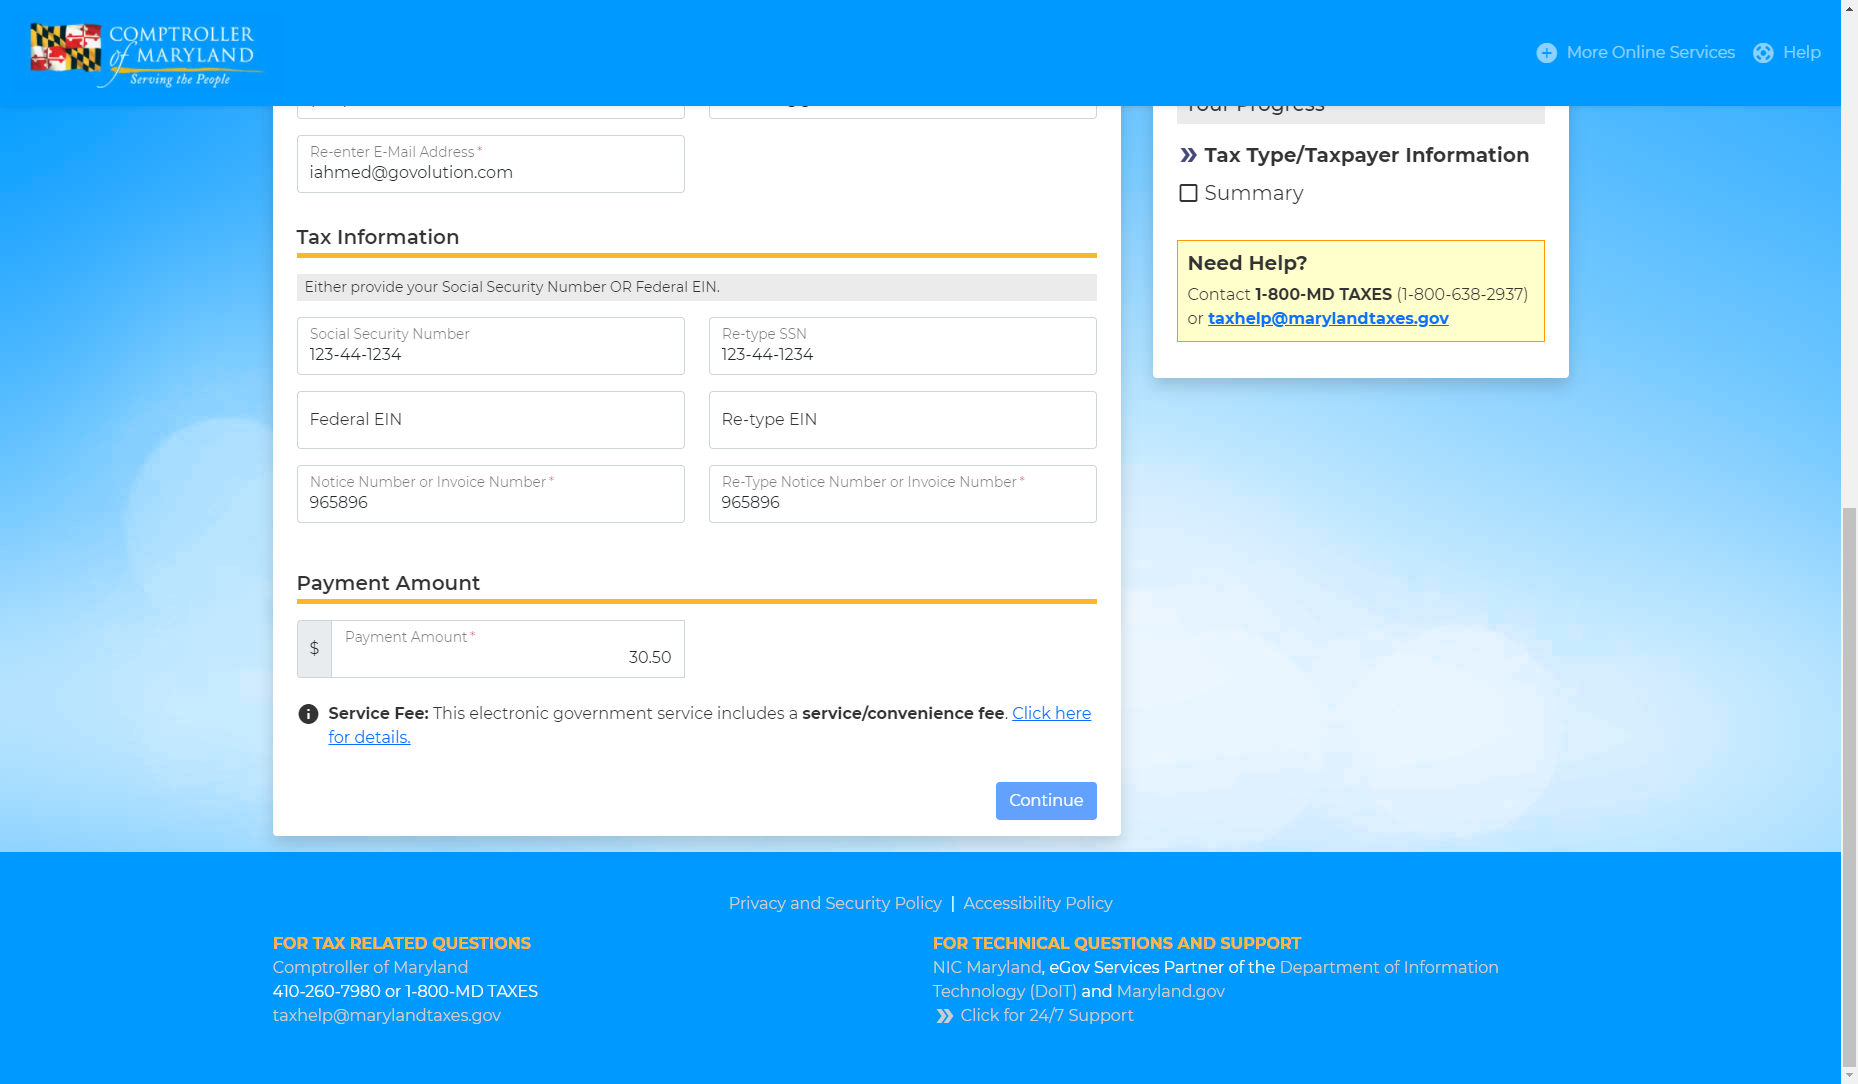 COMPTROLLER
of MARYLAND
Serving the People
More Online Services
Help
Your Progress
Re-enter E-Mail Address*
iahmed@govolution.com
Tax Type/Taxpayer Information
Summary
Tax Information
Need Help?
Contact 1-800-MD TAXES (1-800-638-2937)
or taxhelp@marylandtaxes.gov
Either provide your Social Security Number OR Federal EIN.
Social Security Number
123-44-1234
Re-type SSN
123-44-1234
Federal EIN
Re-type EIN
Notice Number or Invoice Number*
965896
Re-Type Notice Number or Invoice Number*
965896
Payment Amount
$
Payment Amount*
30.50
Service Fee: This electronic government service includes a service/convenience fee. Click here
for details.
Continue
Privacy and Security Policy | Accessibility Policy
FOR TAX RELATED QUESTIONS
Comptroller of Maryland
410-260-7980 or 1-800-MD TAXES
taxhelp@marylandtaxes.gov
FOR TECHNICAL QUESTIONS AND SUPPORT
NIC Maryland, eGov Services Partner of the Department of Information
Technology (DoIT) and Maryland.gov
Click for 24/7 Support